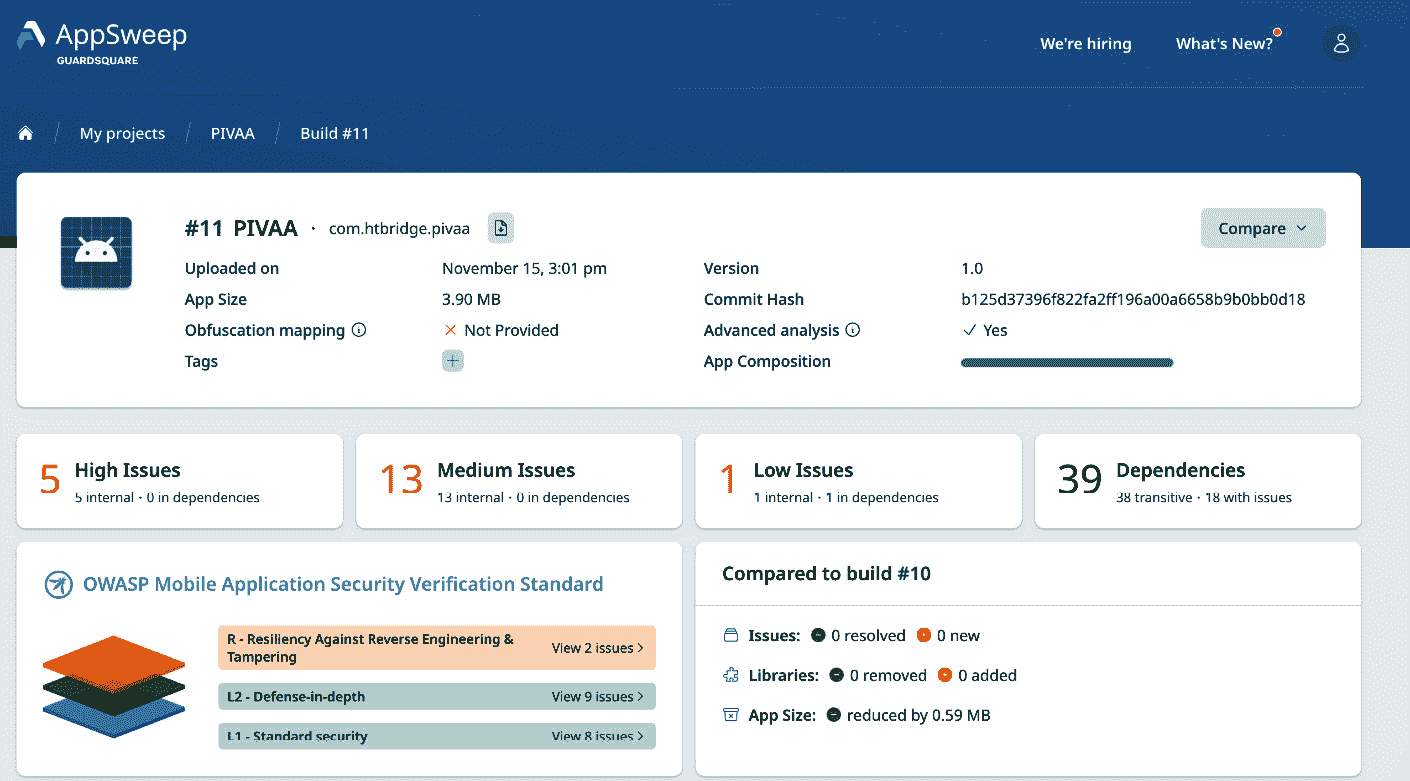 AppSweep
GUARDSQUARE
We're hiring
What's New?
My projects / PIVAA / Build #11
#11 PIVAA · com.htbridge.pivaa
Compare
Uploaded on November 15, 3:01 pm
Version 1.0
App Size 3.90 MB
Commit Hash b125d37396f822fa2ff196a00a6658b9b0bb0d18
Obfuscation mapping Not Provided
Advanced analysis Yes
Tags
App Composition
5 High Issues
5 internal · 0 in dependencies
13 Medium Issues
13 internal · 0 in dependencies
1 Low Issues
1 internal · 1 in dependencies
39 Dependencies
38 transitive · 18 with issues
OWASP Mobile Application Security Verification Standard
R - Resiliency Against Reverse Engineering &
Tampering
View 2 issues
L2 - Defense-in-depth View 9 issues
L1 - Standard security View 8 issues
Compared to build #10
Issues: 0 resolved 0 new
Libraries: 0 removed 0 added
App Size: reduced by 0.59 MB